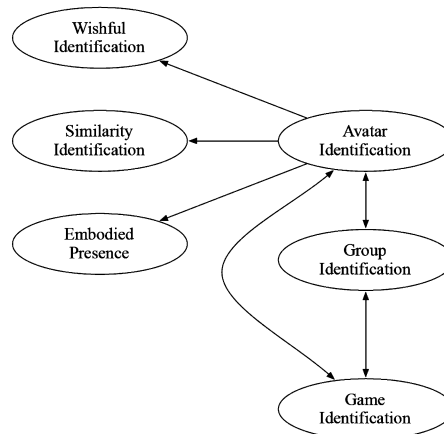 Wishful
Identification
Similarity
Identification
Avatar
Identification
Embodied
Presence
Group
Identification
Game
Identification